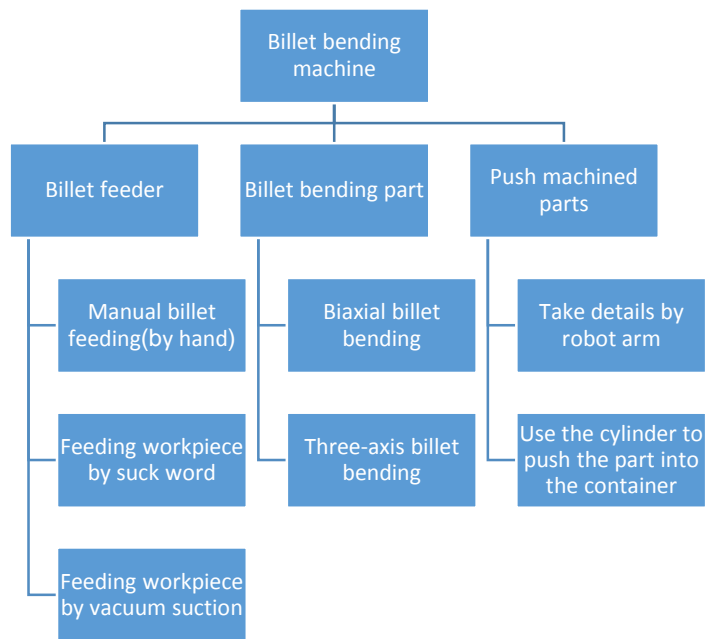 Billet bending
machine
Billet feeder
Billet bending part
Push machined
parts
Manual billet
feeding(by hand)
Biaxial billet
bending
Take details by
robot arm
Feeding workpiece
by suck word
Three-axis billet
bending
Use the cylinder to
push the part into
the container
Feeding workpiece
by vacuum suction